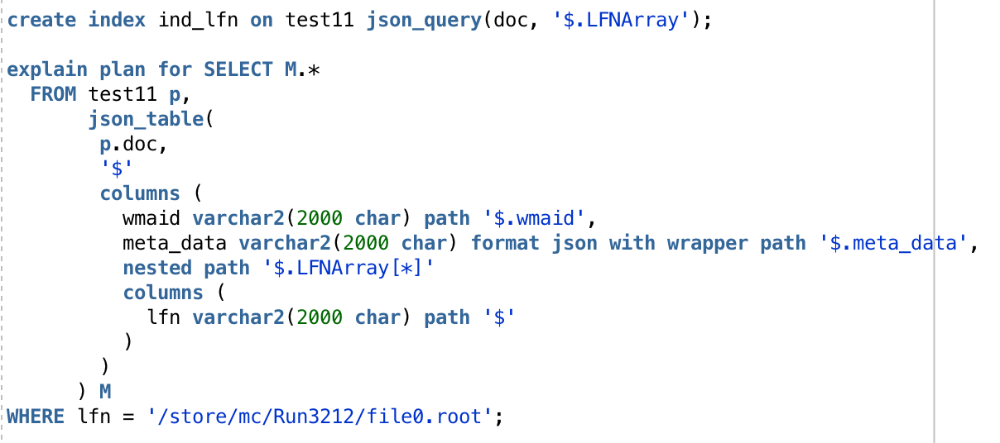 create index ind_lfn on test11 json_query(doc, '$.LFNArray');
explain plan for SELECT M.*
FROM test11 p,
json_table(
p.doc,
'$'
columns (
wmaid varchar2(2000 char) path '$.wmaid',
meta_data varchar2(2000 char) format json with wrapper path '$.meta_data',
nested path '$.LFNArray[*]'
columns (
lfn varchar2(2000 char) path '$'
)
)
) M
WHERE lfn = '/store/mc/Run3212/file0.root';